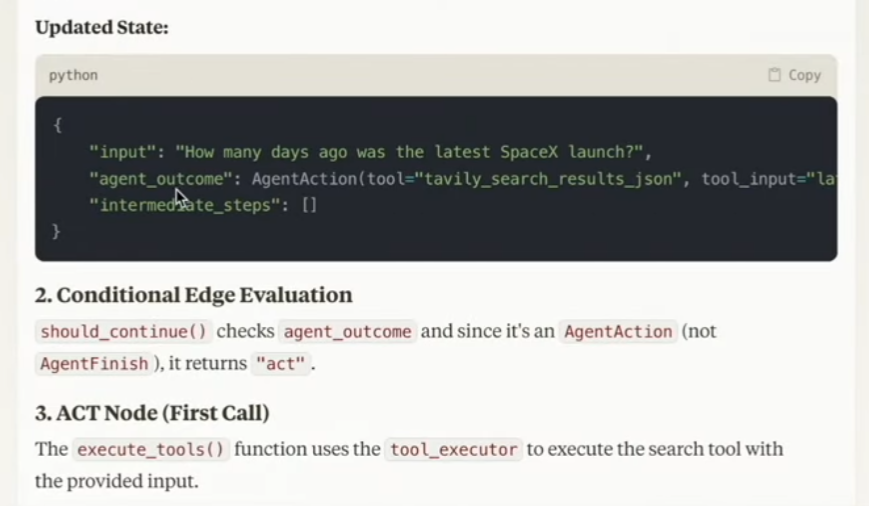 Updated State:
python
Copy
{
"input": "How many days ago was the latest SpaceX launch?",
"agent_outcome": AgentAction(tool="tavily_search_results_json", tool_input="la
"intermediate_steps": []
}
2. Conditional Edge Evaluation
should_continue() checks agent_outcome and since it's an AgentAction (not
AgentFinish), it returns "act".
3. ACT Node (First Call)
The execute_tools() function uses the tool_executor to execute the search tool with
the provided input.